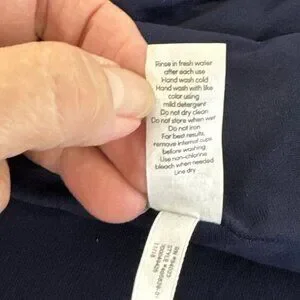 Rinse in fresh water
after each use
Hand wash cold
Hand wash with like
color using
mild detergent
Do not dry clean
Do not store when wet
Do not iron
For best results,
remove internal cups
before washing
Use non-chlorine
bleach when needed
Line dry